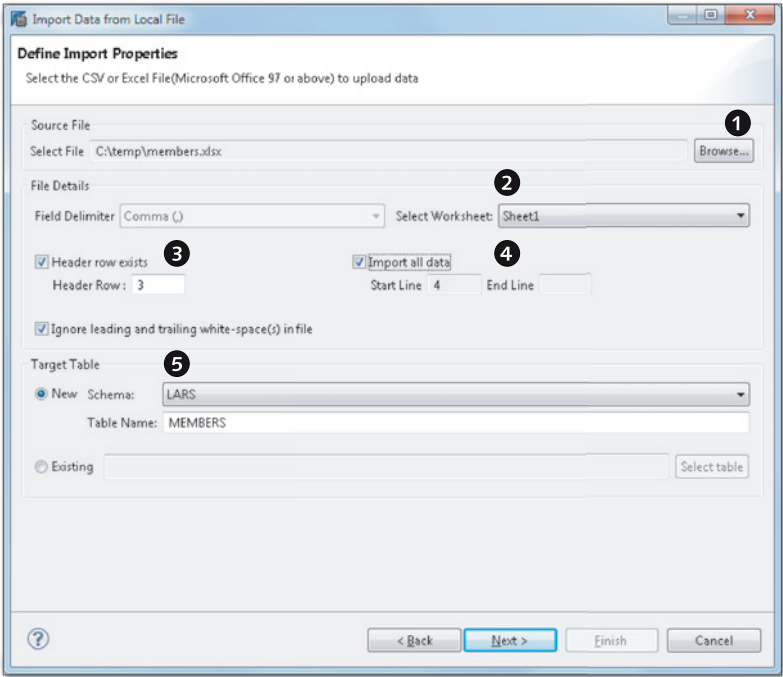 Import Data from Local File
Define Import Properties
Select the CSV or Excel File(Microsoft Office 97 or above) to upload data
Source File
1
Select File C:\temp\members.xlsx Browse...
File Details
2
Field Delimiter Comma (,) Select Worksheet: Sheet1
Header row exists 3 Import all data 4
Header Row: 3 Start Line 4 End Line
Ignore leading and trailing white-space(s) in file
Target Table 5
New Schema: LARS
Table Name: MEMBERS
Existing Select table
? < Back Next > Finish Cancel